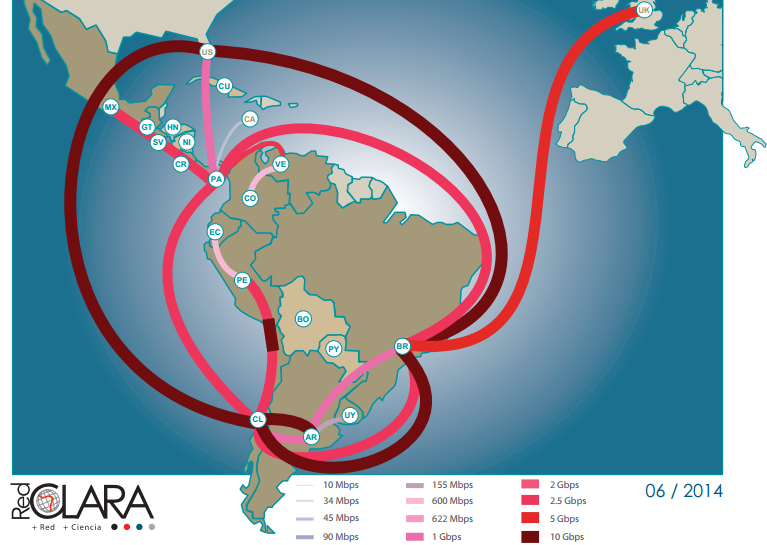 UK
US
CU
MX
CA
GT
HN
SV
NI
CR
VE
PA
CO
EC
PE
BO
PY
BR
UY
CL
AR
Red
CLARA
+ Red + Ciencia
10 Mbps
34 Mbps
45 Mbps
90 Mbps
155 Mbps
600 Mbps
622 Mbps
1 Gbps
2 Gbps
2.5 Gbps
5 Gbps
10 Gbps
06 / 2014